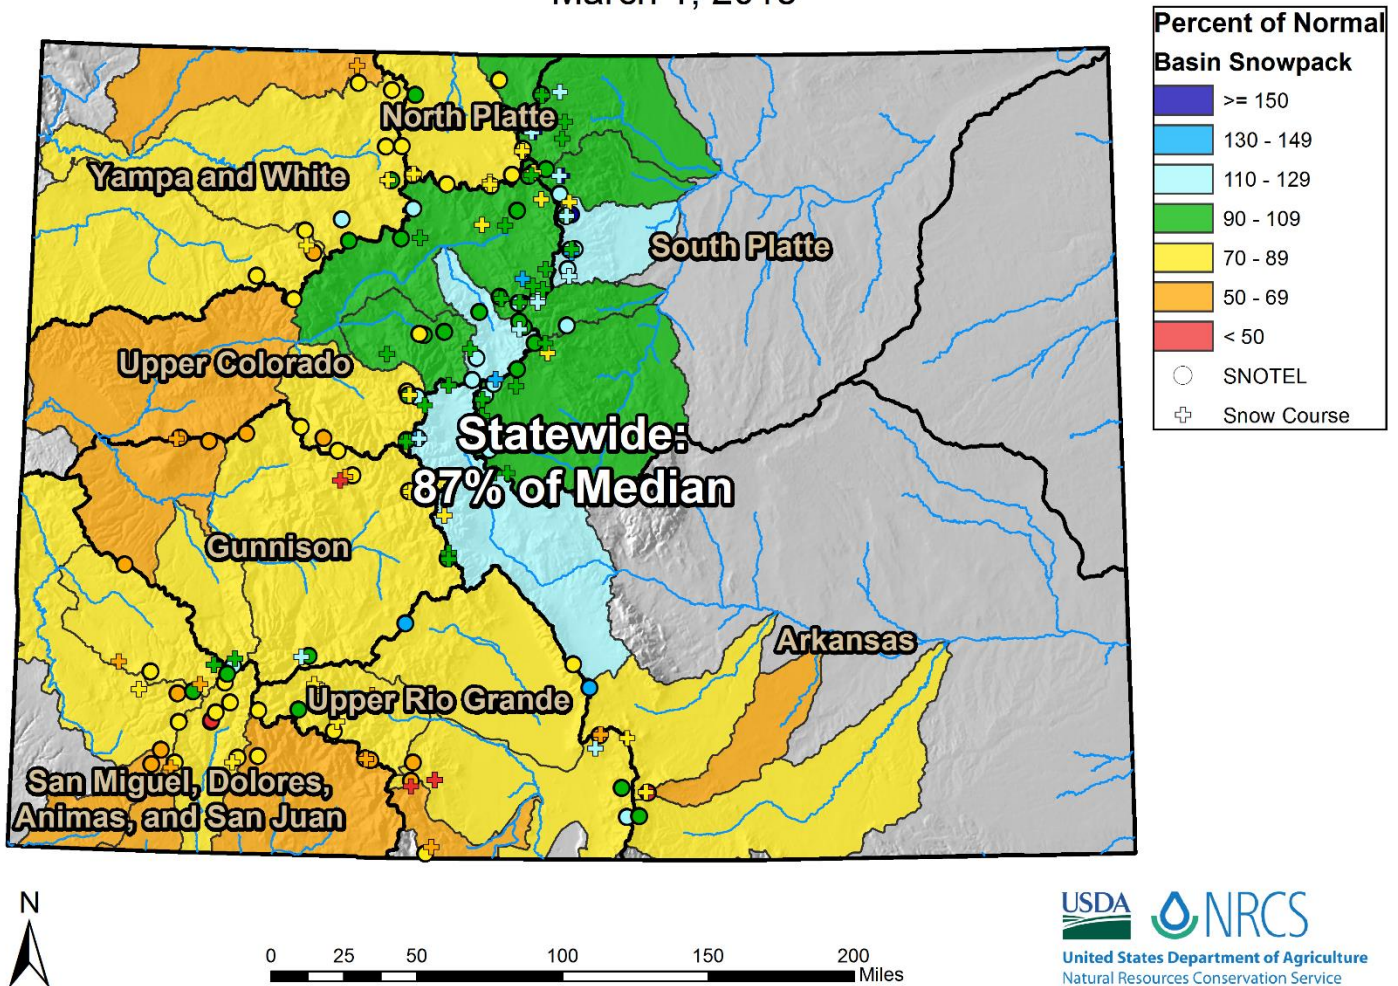 Percent of Normal
Basin Snowpack
>= 150
130 - 149
110 - 129
90 - 109
70 - 89
50 - 69
< 50
SNOTEL
Snow Course
North Platte
Yampa and White
South Platte
Upper Colorado
Statewide:
87% of Median
Gunnison
Arkansas
Upper Rio Grande
San Miguel, Dolores,
Animas, and San Juan
N
0 25 50 100 150 200
Miles
USDA NRCS
United States Department of Agriculture
Natural Resources Conservation Service